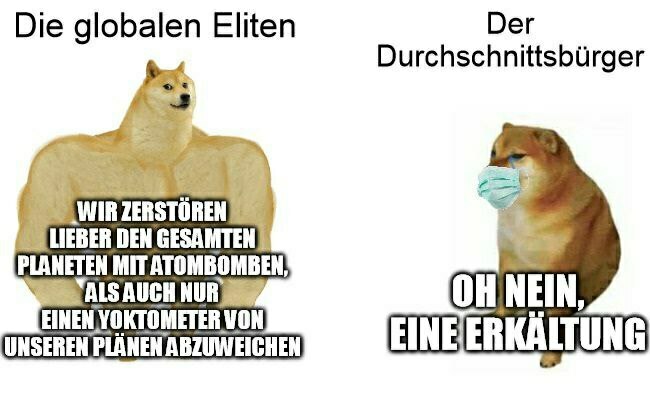 Die globalen Eliten
WIR ZERSTÖREN
LIEBER DEN GESAMTEN
PLANETEN MIT ATOMBOMBEN,
ALS AUCH NUR
EINEN YOKTOMETER VON
UNSEREN PLÄNEN ABZUWEICHEN
Der
Durchschnittsbürger
OH NEIN,
EINE ERKÄLTUNG